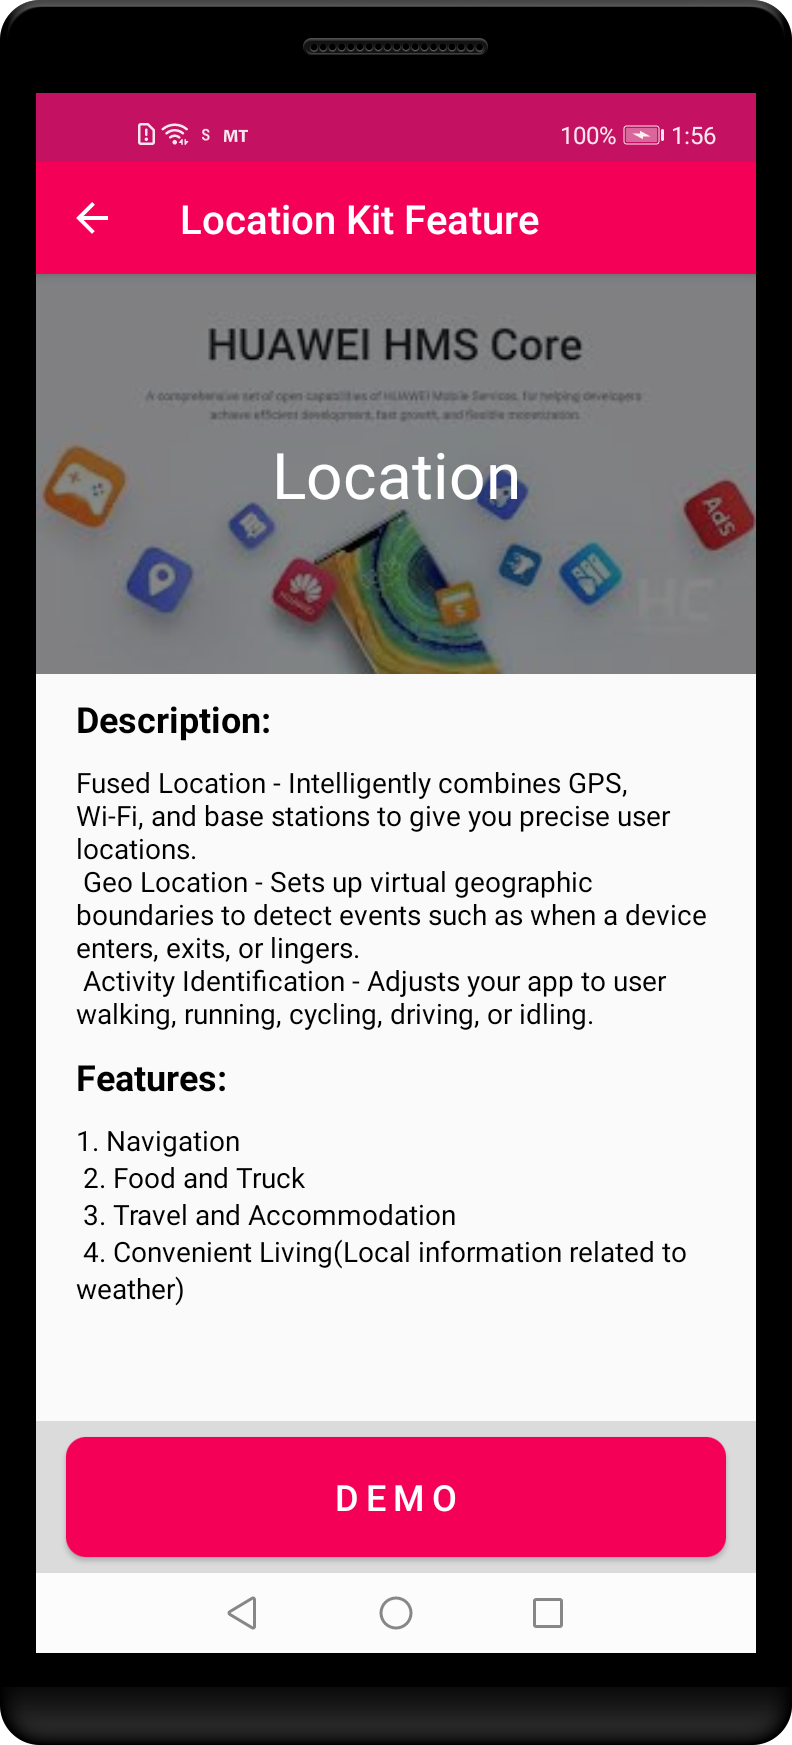 S MT 100% 1:56
Location Kit Feature
HUAWEI HMS Core
A comprehensive set of open capabilities of HUAWEI Mobile Services, for helping developers
achieve efficient development, fast growth, and flexible monetization.
Location
Ads
HUAWEI
HC
Description:
Fused Location - Intelligently combines GPS,
Wi-Fi, and base stations to give you precise user
locations.
Geo Location - Sets up virtual geographic
boundaries to detect events such as when a device
enters, exits, or lingers.
Activity Identification - Adjusts your app to user
walking, running, cycling, driving, or idling.
Features:
1. Navigation
2. Food and Truck
3. Travel and Accommodation
4. Convenient Living(Local information related to
weather)
DEMO